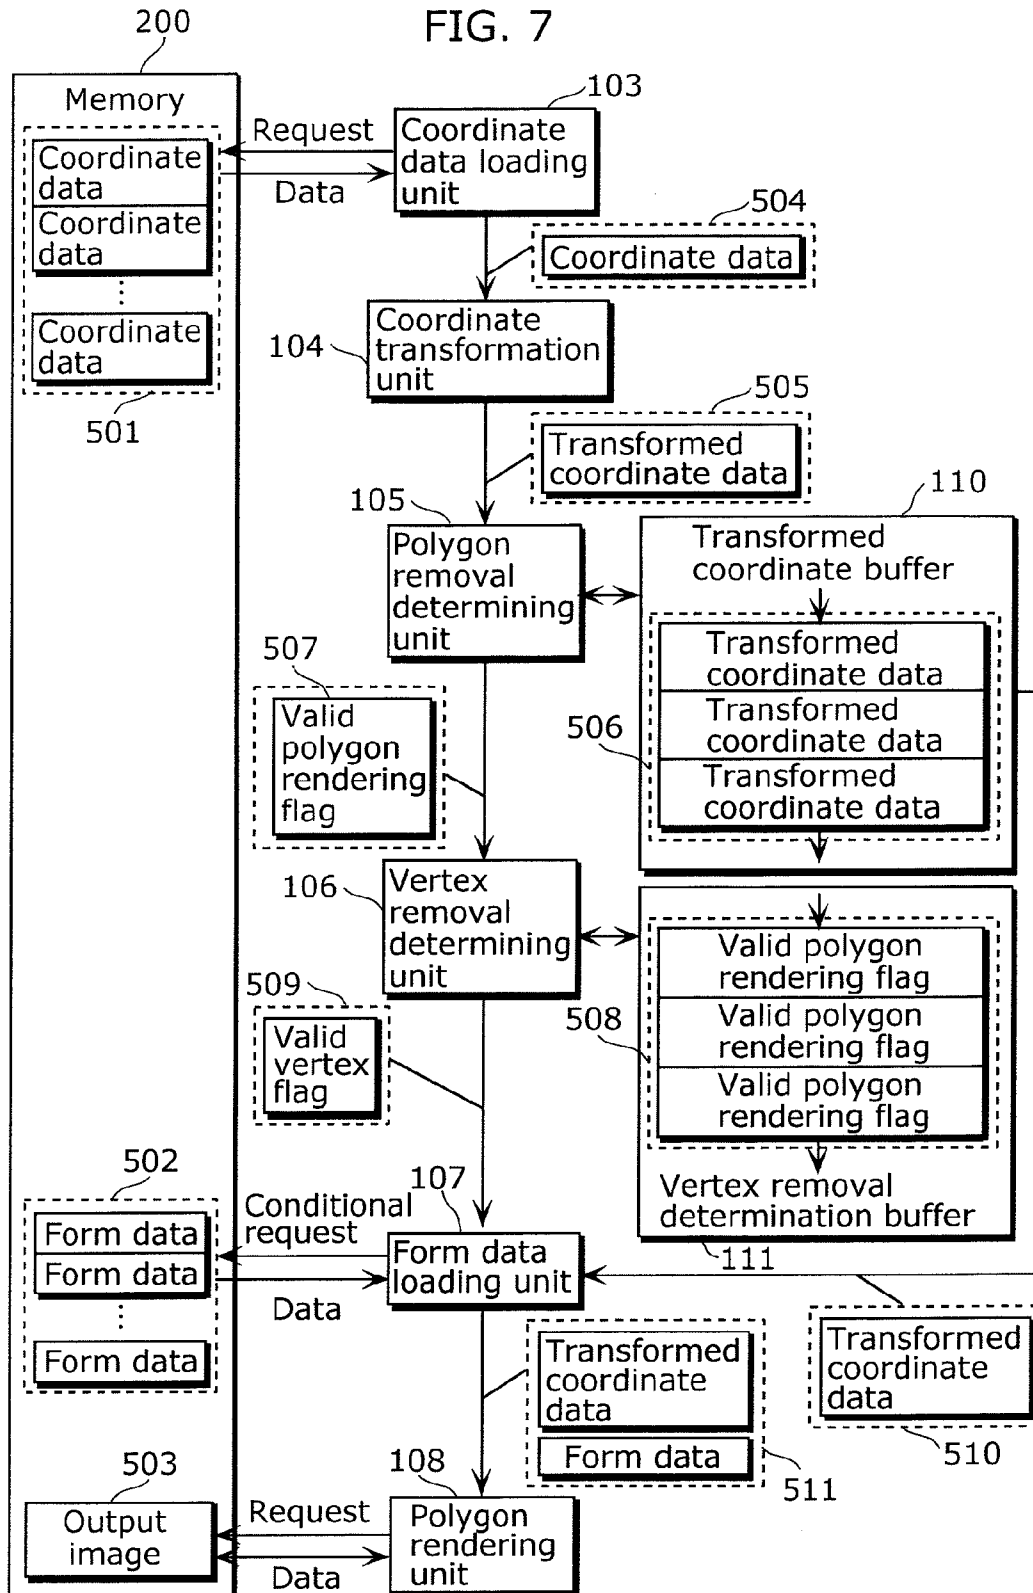 FIG. 7
200
Memory
Coordinate
data
Coordinate
data
Coordinate
data
501
Request
Data
103
Coordinate
data loading
unit
504
Coordinate data
104
Coordinate
transformation
unit
505
Transformed
coordinate data
105
Polygon
removal
determining
unit
110
Transformed
coordinate buffer
Transformed
coordinate data
Transformed
coordinate data
Transformed
coordinate data
506
507
Valid
polygon
rendering
flag
106
Vertex
removal
determining
unit
508
Valid polygon
rendering flag
Valid polygon
rendering flag
Valid polygon
rendering flag
Vertex removal
determination buffer
111
509
Valid
vertex
flag
502
Form data
Form data
Form data
Conditional
request
Data
107
Form data
loading unit
Transformed
coordinate
data
510
Transformed
coordinate
data
Form data
511
503
Output
image
Request
Data
108
Polygon
rendering
unit